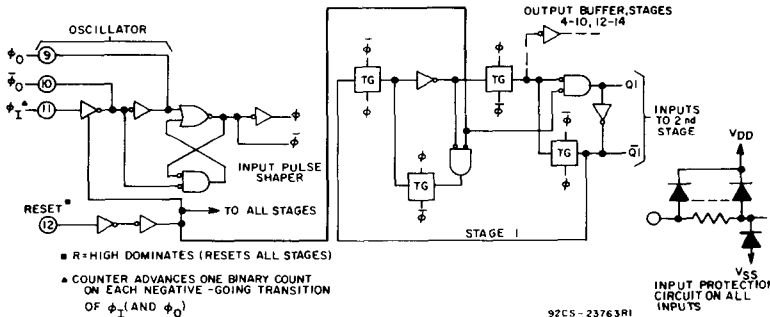 OSCILLATOR
ϕO 9
ϕ̅O 10
ϕI▲ 11
INPUT PULSE
SHAPER
ϕ
ϕ̅
RESET■
12
TO ALL STAGES
■ R=HIGH DOMINATES (RESETS ALL STAGES)
▲ COUNTER ADVANCES ONE BINARY COUNT
ON EACH NEGATIVE-GOING TRANSITION
OF ϕI(AND ϕO)
OUTPUT BUFFER,STAGES
4-10, 12-14
ϕ̅
TG
ϕ
ϕ
TG
ϕ̅
ϕ
TG
ϕ̅
ϕ̅
TG
ϕ
STAGE 1
Q1
Q̅1
INPUTS
TO 2nd
STAGE
VDD
VSS
INPUT PROTECTION
CIRCUIT ON ALL
INPUTS
92CS-23763R1